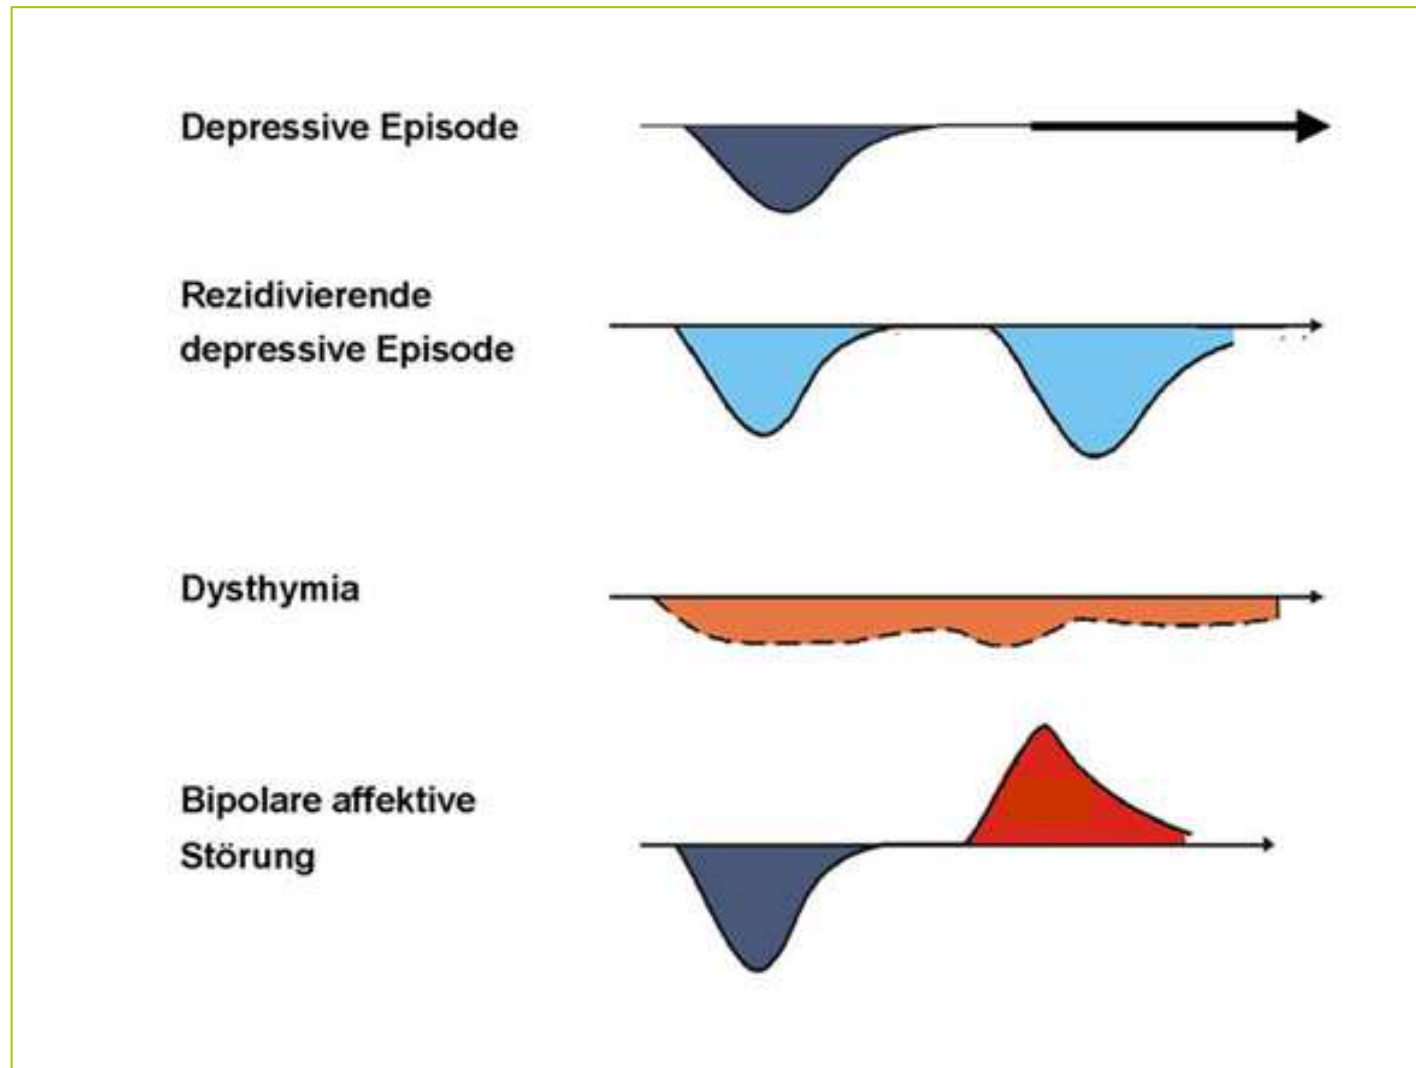 Depressive Episode
Rezidivierende
depressive Episode
Dysthymia
Bipolare affektive
Störung